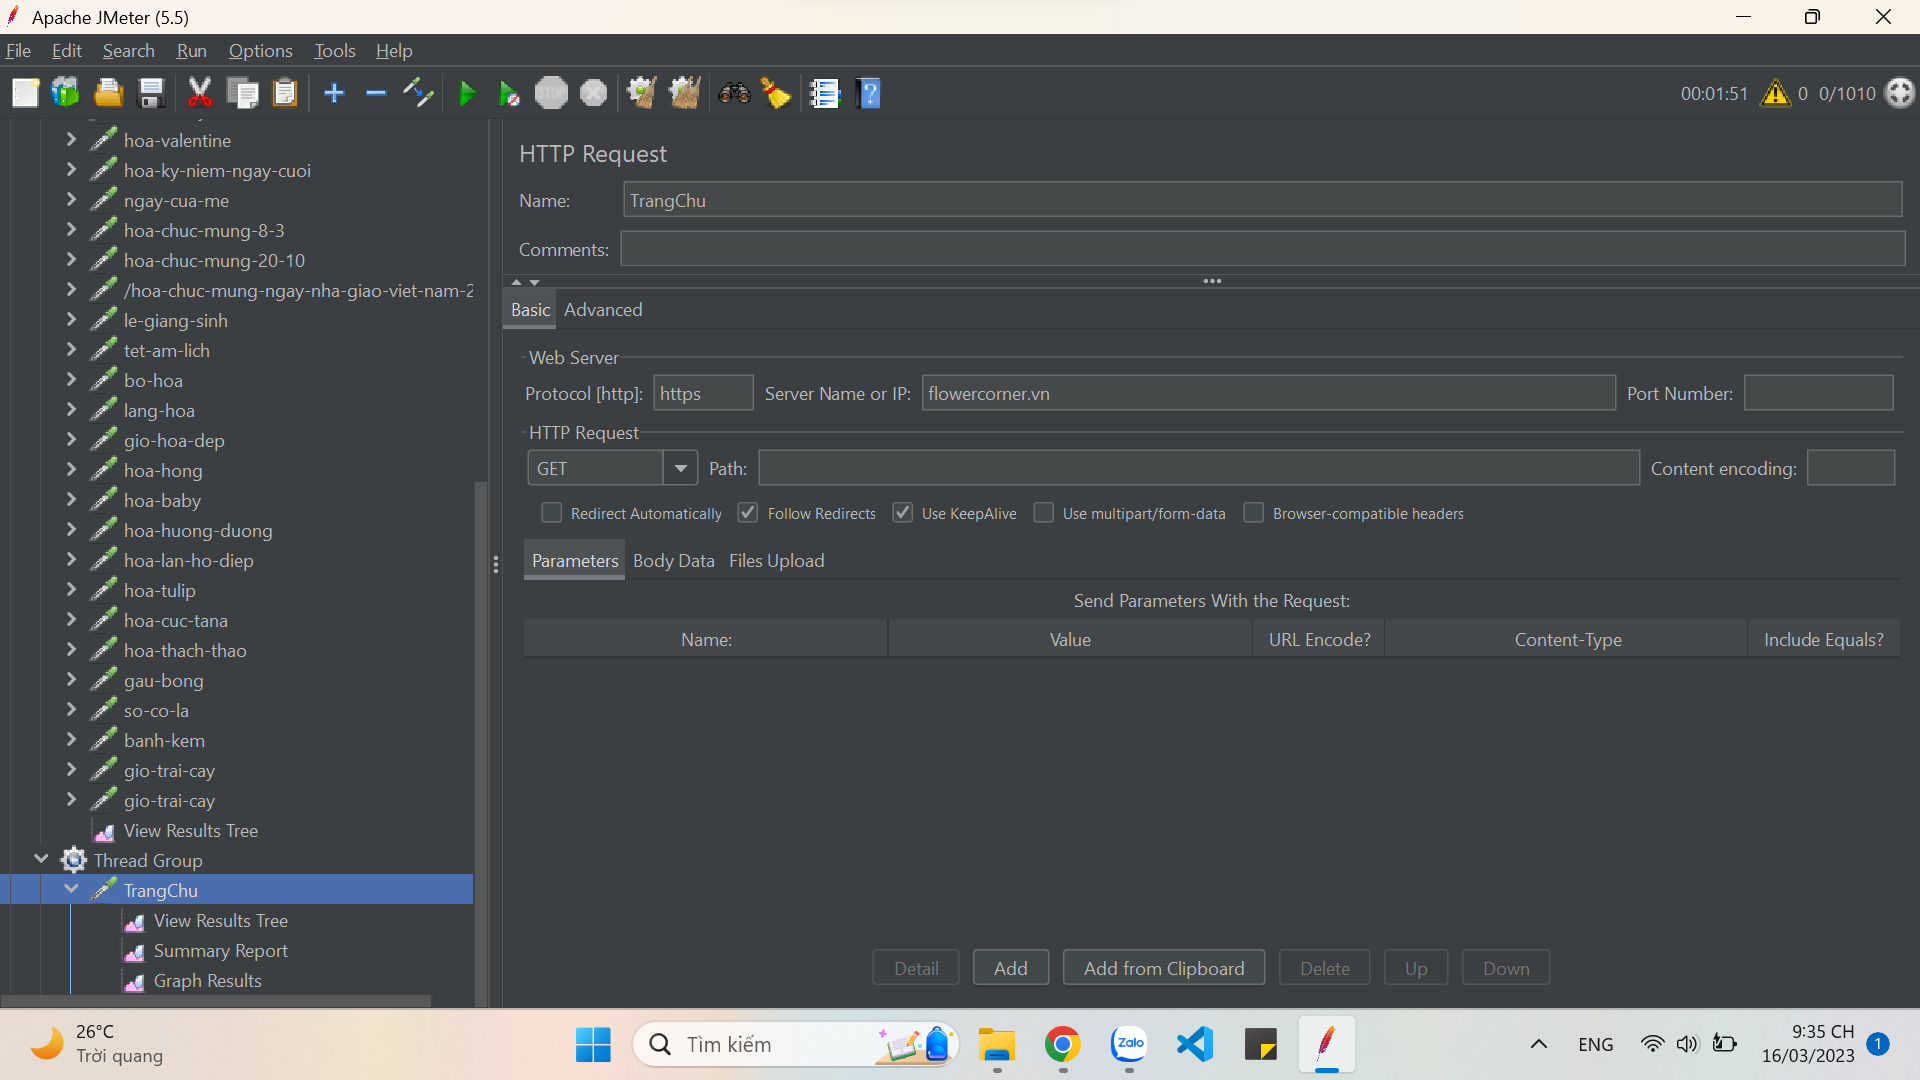 Apache JMeter (5.5)
File Edit Search Run Options Tools Help
STOP
00:01:51 0 0/1010
hoa-valentine
hoa-ky-niem-ngay-cuoi
ngay-cua-me
hoa-chuc-mung-8-3
hoa-chuc-mung-20-10
/hoa-chuc-mung-ngay-nha-giao-viet-nam-2
le-giang-sinh
tet-am-lich
bo-hoa
lang-hoa
gio-hoa-dep
hoa-hong
hoa-baby
hoa-huong-duong
hoa-lan-ho-diep
hoa-tulip
hoa-cuc-tana
hoa-thach-thao
gau-bong
so-co-la
banh-kem
gio-trai-cay
gio-trai-cay
View Results Tree
Thread Group
TrangChu
View Results Tree
Summary Report
Graph Results
HTTP Request
Name: TrangChu
Comments:
Basic Advanced
Web Server
Protocol [http]: https Server Name or IP: flowercorner.vn Port Number:
HTTP Request
GET Path: Content encoding:
Redirect Automatically Follow Redirects Use KeepAlive Use multipart/form-data Browser-compatible headers
Parameters Body Data Files Upload
Send Parameters With the Request:
Name: Value URL Encode? Content-Type Include Equals?
Detail Add Add from Clipboard Delete Up Down
26°C
Trời quang
Tìm kiếm
Zalo
ENG
9:35 CH
16/03/2023
1